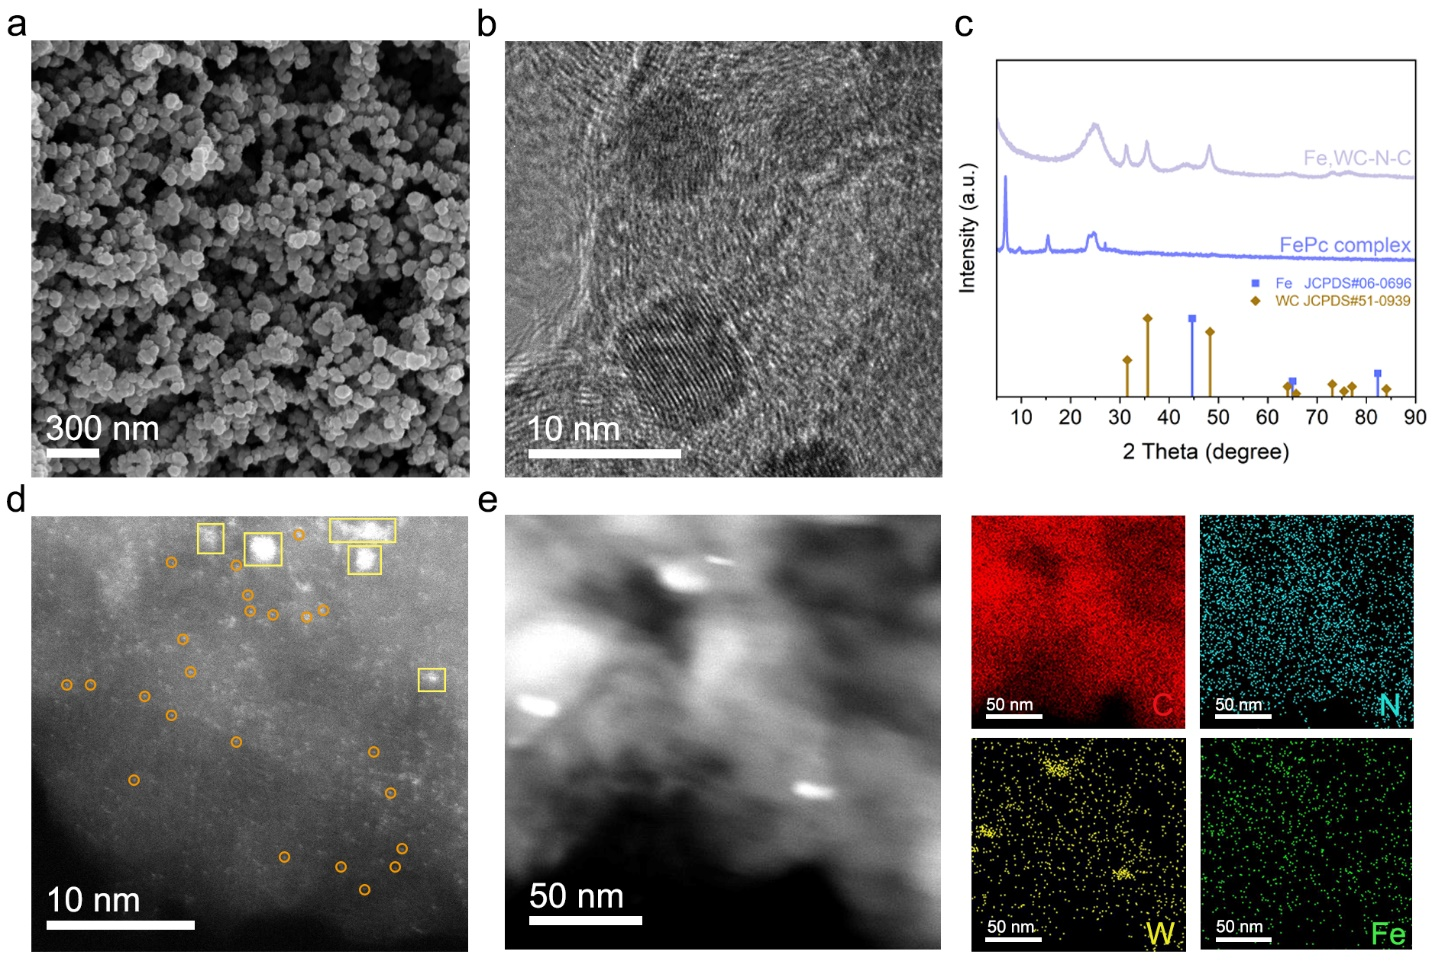 a
300 nm
b
10 nm
c
Intensity (a.u.)
Fe,WC-N-C
FePc complex
Fe JCPDS#06-0696
WC JCPDS#51-0939
10 20 30 40 50 60 70 80 90
2 Theta (degree)
d
10 nm
e
50 nm
50 nm
C
50 nm
N
50 nm
W
50 nm
Fe